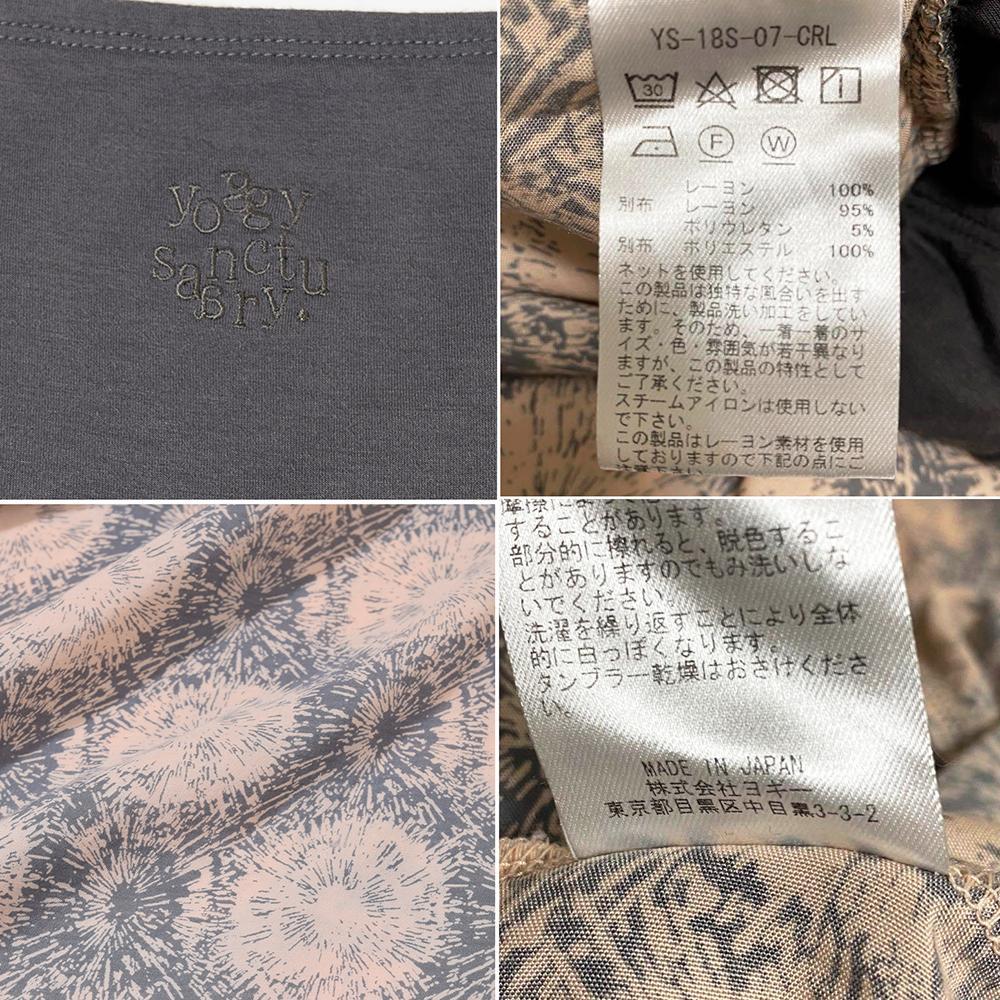 yoggy
sanctu
aary.
YS-18S-07-CRL
30
F W
レーヨン 100%
別布 レーヨン 95%
ポリウレタン 5%
別布 ポリエステル 100%
ネットを使用してください。
この製品は独特な風合いを出す
ために、製品洗い加工をしてい
ます。そのため、一着一着のサ
イズ・色・雰囲気が若干異なり
ますが、この製品の特性として
ご了承ください。
スチームアイロンは使用しない
で下さい。
この製品はレーヨン素材を使用
しておりますので下記の点にご
することがあります。
部分的に擦れると、脱色するこ
とがありますのでもみ洗いしな
いでください。
洗濯を繰り返すことにより全体
的に白っぽくなります。
タンブラー乾燥はおさけくださ
い。
MADE IN JAPAN
株式会社ヨギー
東京都目黒区中目黒3-3-2